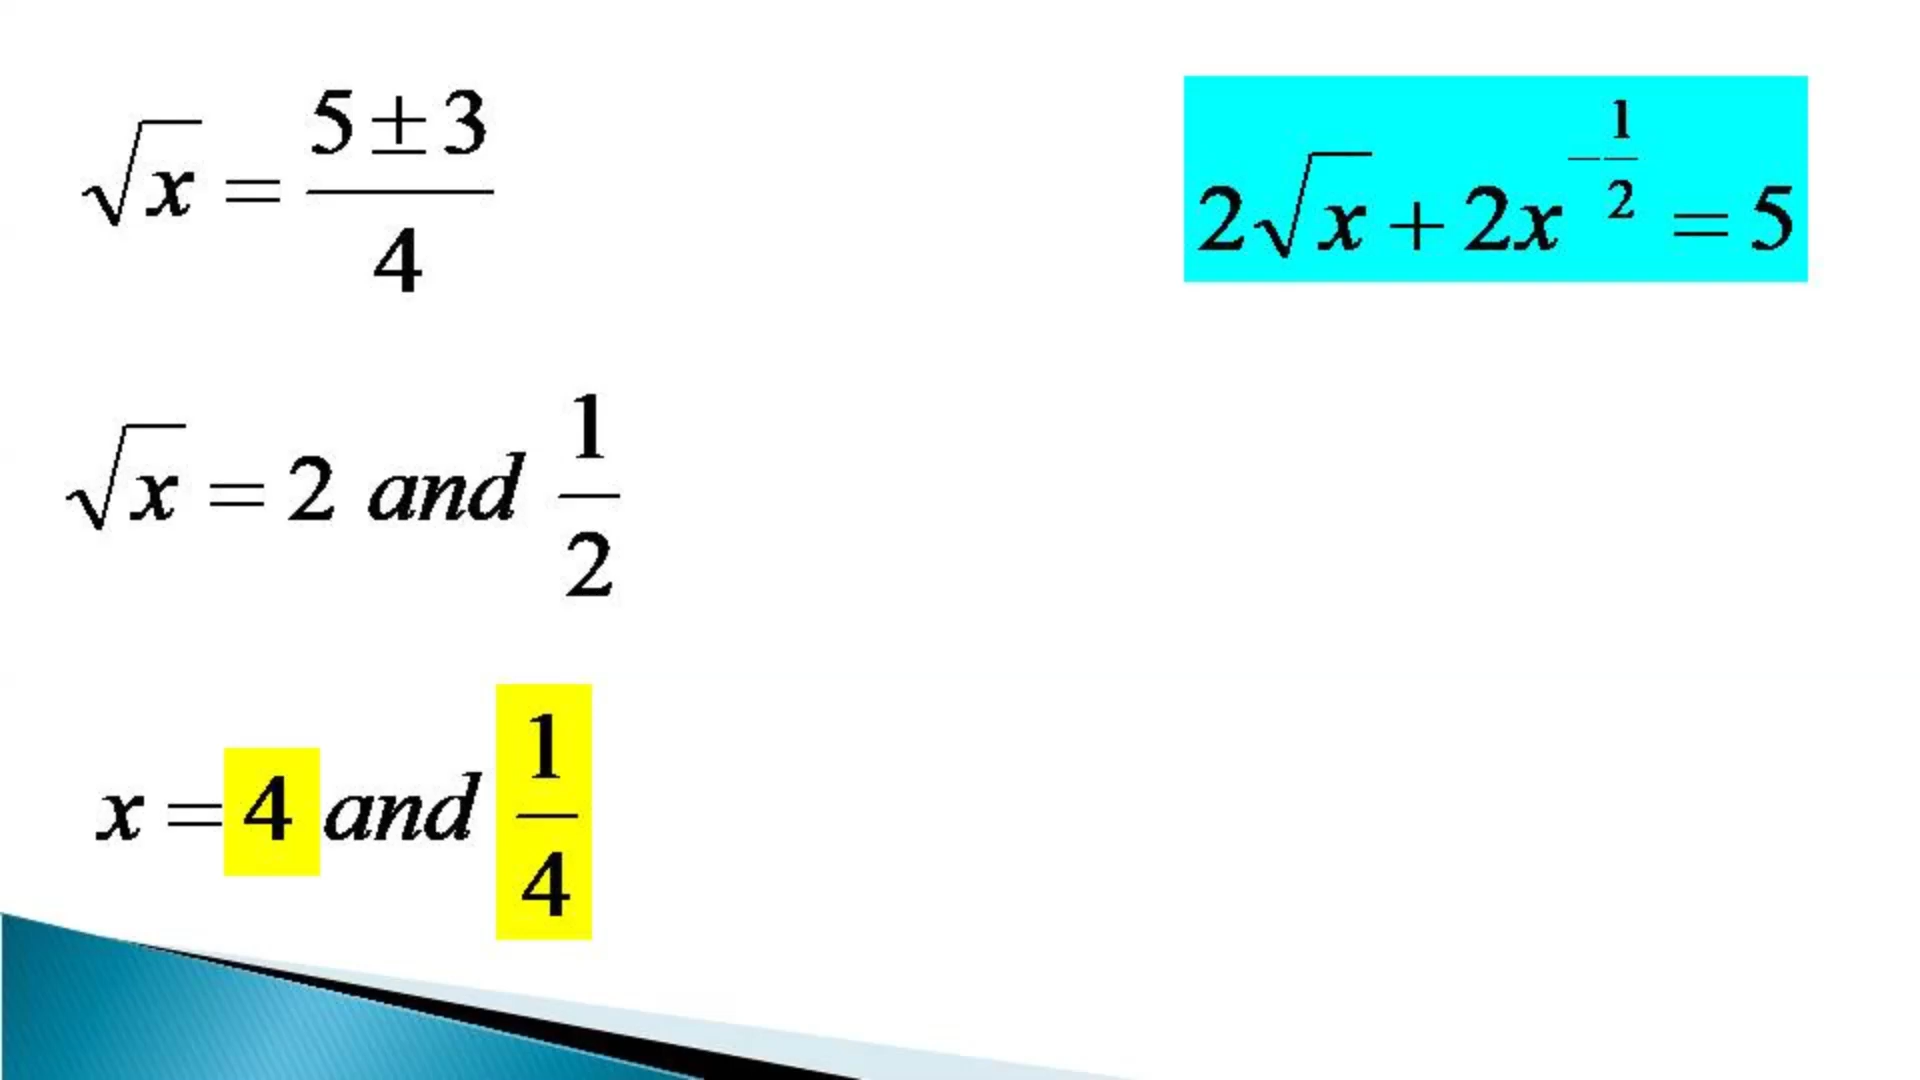 √x = (5 ± 3)/4
2√x + 2x^(-1/2) = 5
√x = 2 and 1/2
x = 4 and 1/4